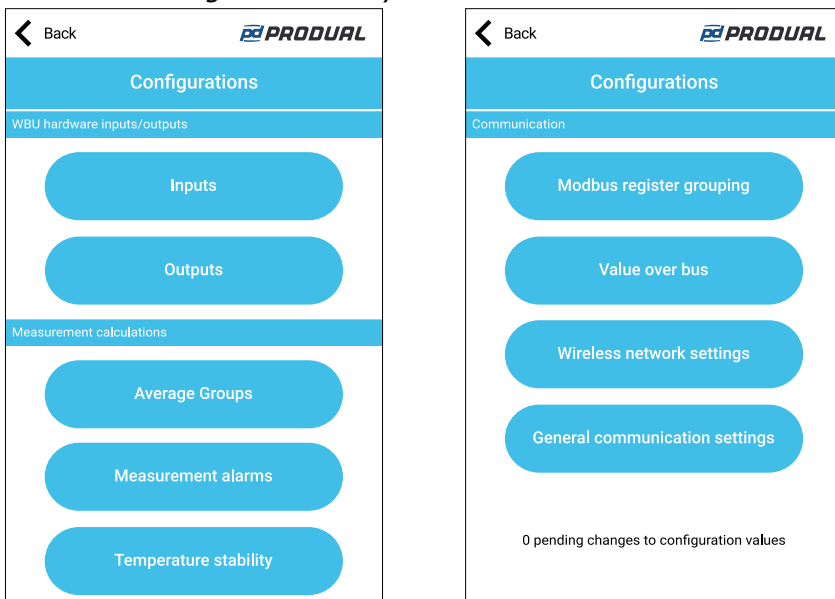 Back
PRODUAL
Configurations
WBU hardware inputs/outputs
Inputs
Outputs
Measurement calculations
Average Groups
Measurement alarms
Temperature stability
Back
PRODUAL
Configurations
Communication
Modbus register grouping
Value over bus
Wireless network settings
General communication settings
0 pending changes to configuration values